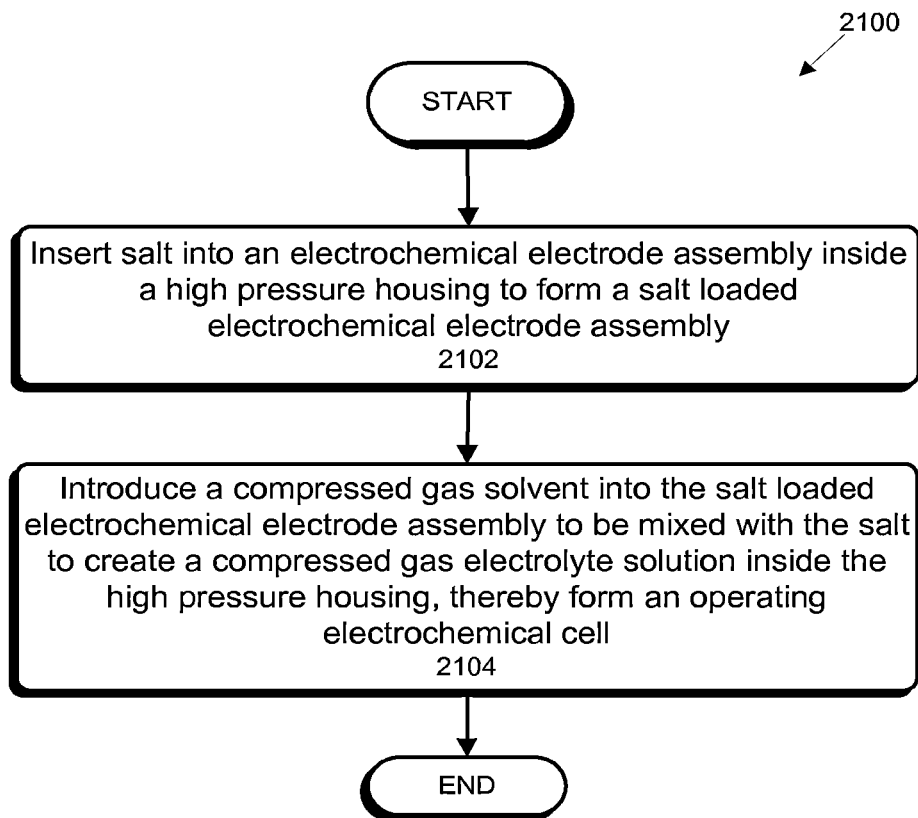 2100
START
Insert salt into an electrochemical electrode assembly inside
a high pressure housing to form a salt loaded
electrochemical electrode assembly
2102
Introduce a compressed gas solvent into the salt loaded
electrochemical electrode assembly to be mixed with the salt
to create a compressed gas electrolyte solution inside the
high pressure housing, thereby form an operating
electrochemical cell
2104
END